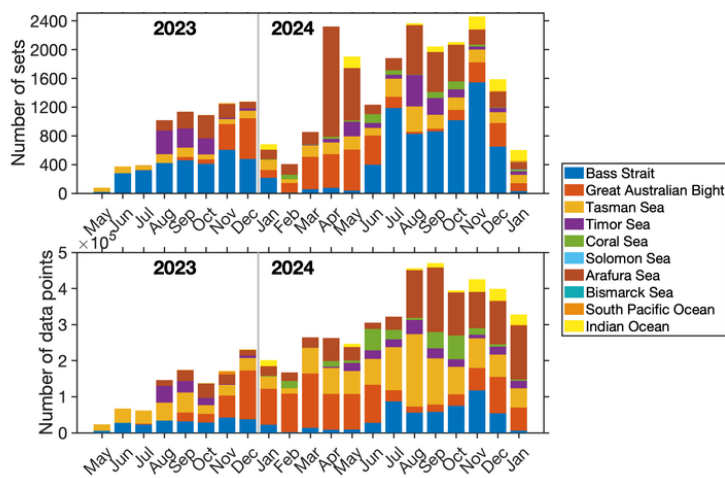 2023
2024
Number of sets
2400
2000
1600
1200
800
400
0
May Jun Jul Aug Sep Oct Nov Dec Jan Feb Mar Apr May Jun Jul Aug Sep Oct Nov Dec Jan
× 10⁵
2023
2024
Number of data points
5
4
3
2
1
0
May Jun Jul Aug Sep Oct Nov Dec Jan Feb Mar Apr May Jun Jul Aug Sep Oct Nov Dec Jan
Bass Strait
Great Australian Bight
Tasman Sea
Timor Sea
Coral Sea
Solomon Sea
Arafura Sea
Bismarck Sea
South Pacific Ocean
Indian Ocean